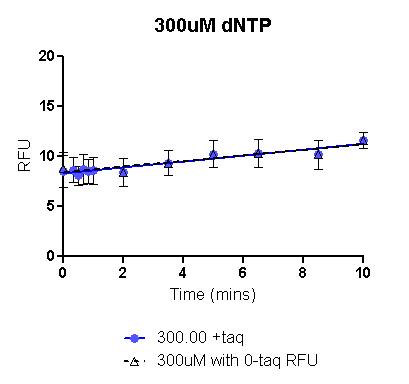 300uM dNTP
20
15
10
5
0
RFU
0 2 4 6 8 10
Time (mins)
300.00 +taq
300uM with 0-taq RFU